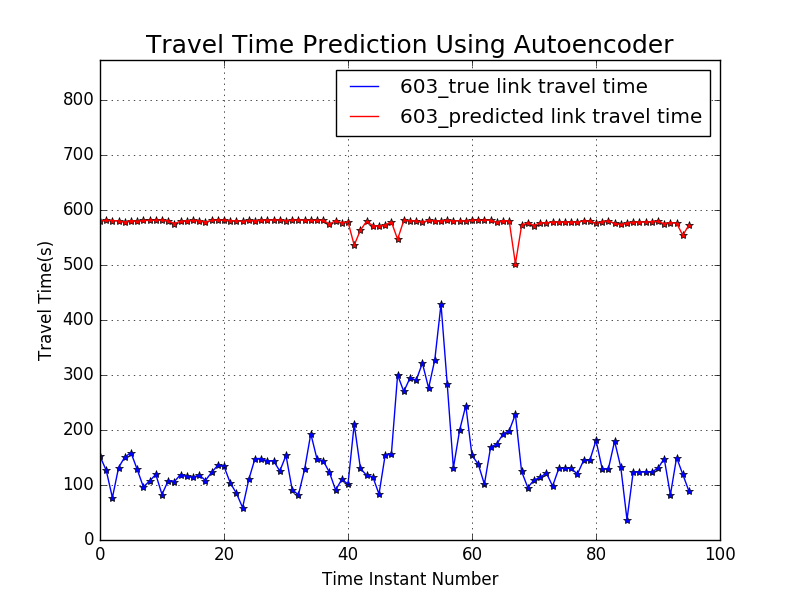 Travel Time Prediction Using Autoencoder
603_true link travel time
603_predicted link travel time
800
700
600
500
400
300
200
100
0
Travel Time(s)
0 20 40 60 80 100
Time Instant Number